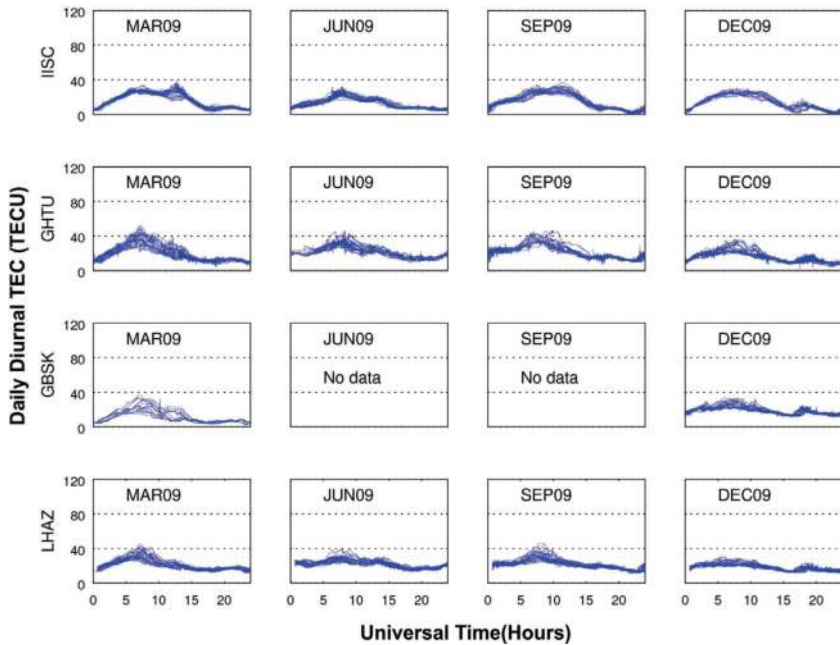 Daily Diurnal TEC (TECU)
IISC
120
80
40
0
MAR09
JUN09
SEP09
DEC09
GHTU
120
80
40
0
MAR09
JUN09
SEP09
DEC09
GBSK
120
80
40
0
MAR09
JUN09
No data
SEP09
No data
DEC09
LHAZ
120
80
40
0
MAR09
JUN09
SEP09
DEC09
0 5 10 15 20
0 5 10 15 20
0 5 10 15 20
0 5 10 15 20
Universal Time(Hours)